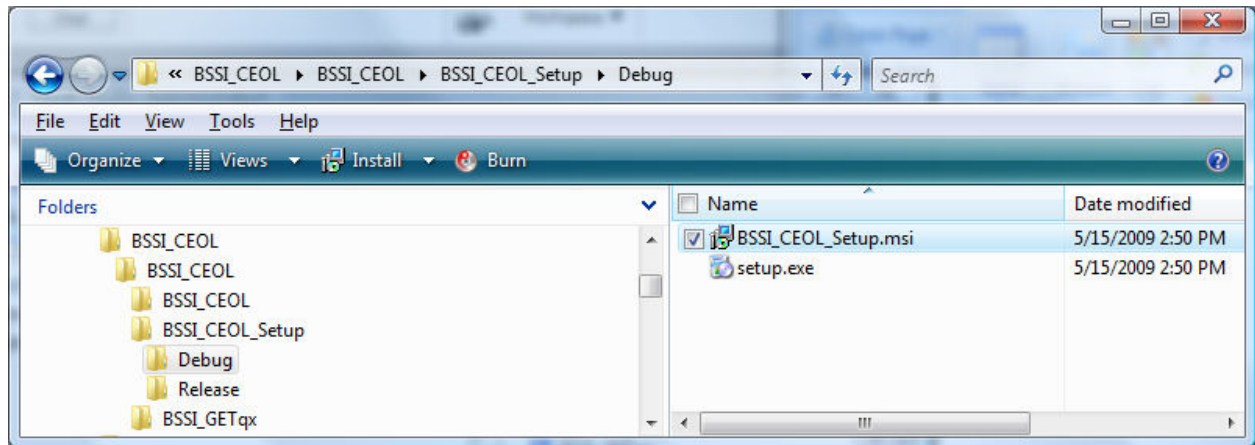 « BSSI_CEOL ▸ BSSI_CEOL ▸ BSSI_CEOL_Setup ▸ Debug
Search
File Edit View Tools Help
Organize Views Install Burn
Folders
Name Date modified
BSSI_CEOL
BSSI_CEOL
BSSI_CEOL
BSSI_CEOL_Setup
Debug
Release
BSSI_GETqx
BSSI_CEOL_Setup.msi 5/15/2009 2:50 PM
setup.exe 5/15/2009 2:50 PM